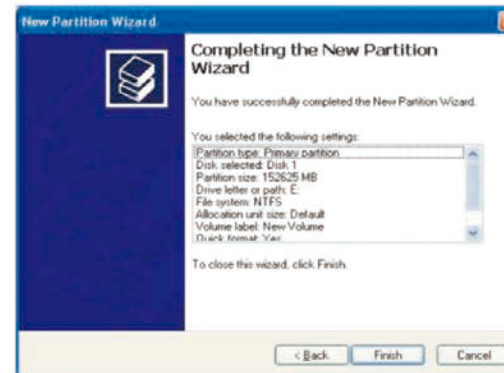 New Partition Wizard
Completing the New Partition
Wizard
You have successfully completed the New Partition Wizard.
You selected the following settings:
Partition type: Primary partition
Disk selected: Disk 1
Partition size: 152625 MB
Drive letter or path: E:
File system: NTFS
Allocation unit size: Default
Volume label: New Volume
Quick format: Yes
To close this wizard, click Finish.
< Back
Finish
Cancel